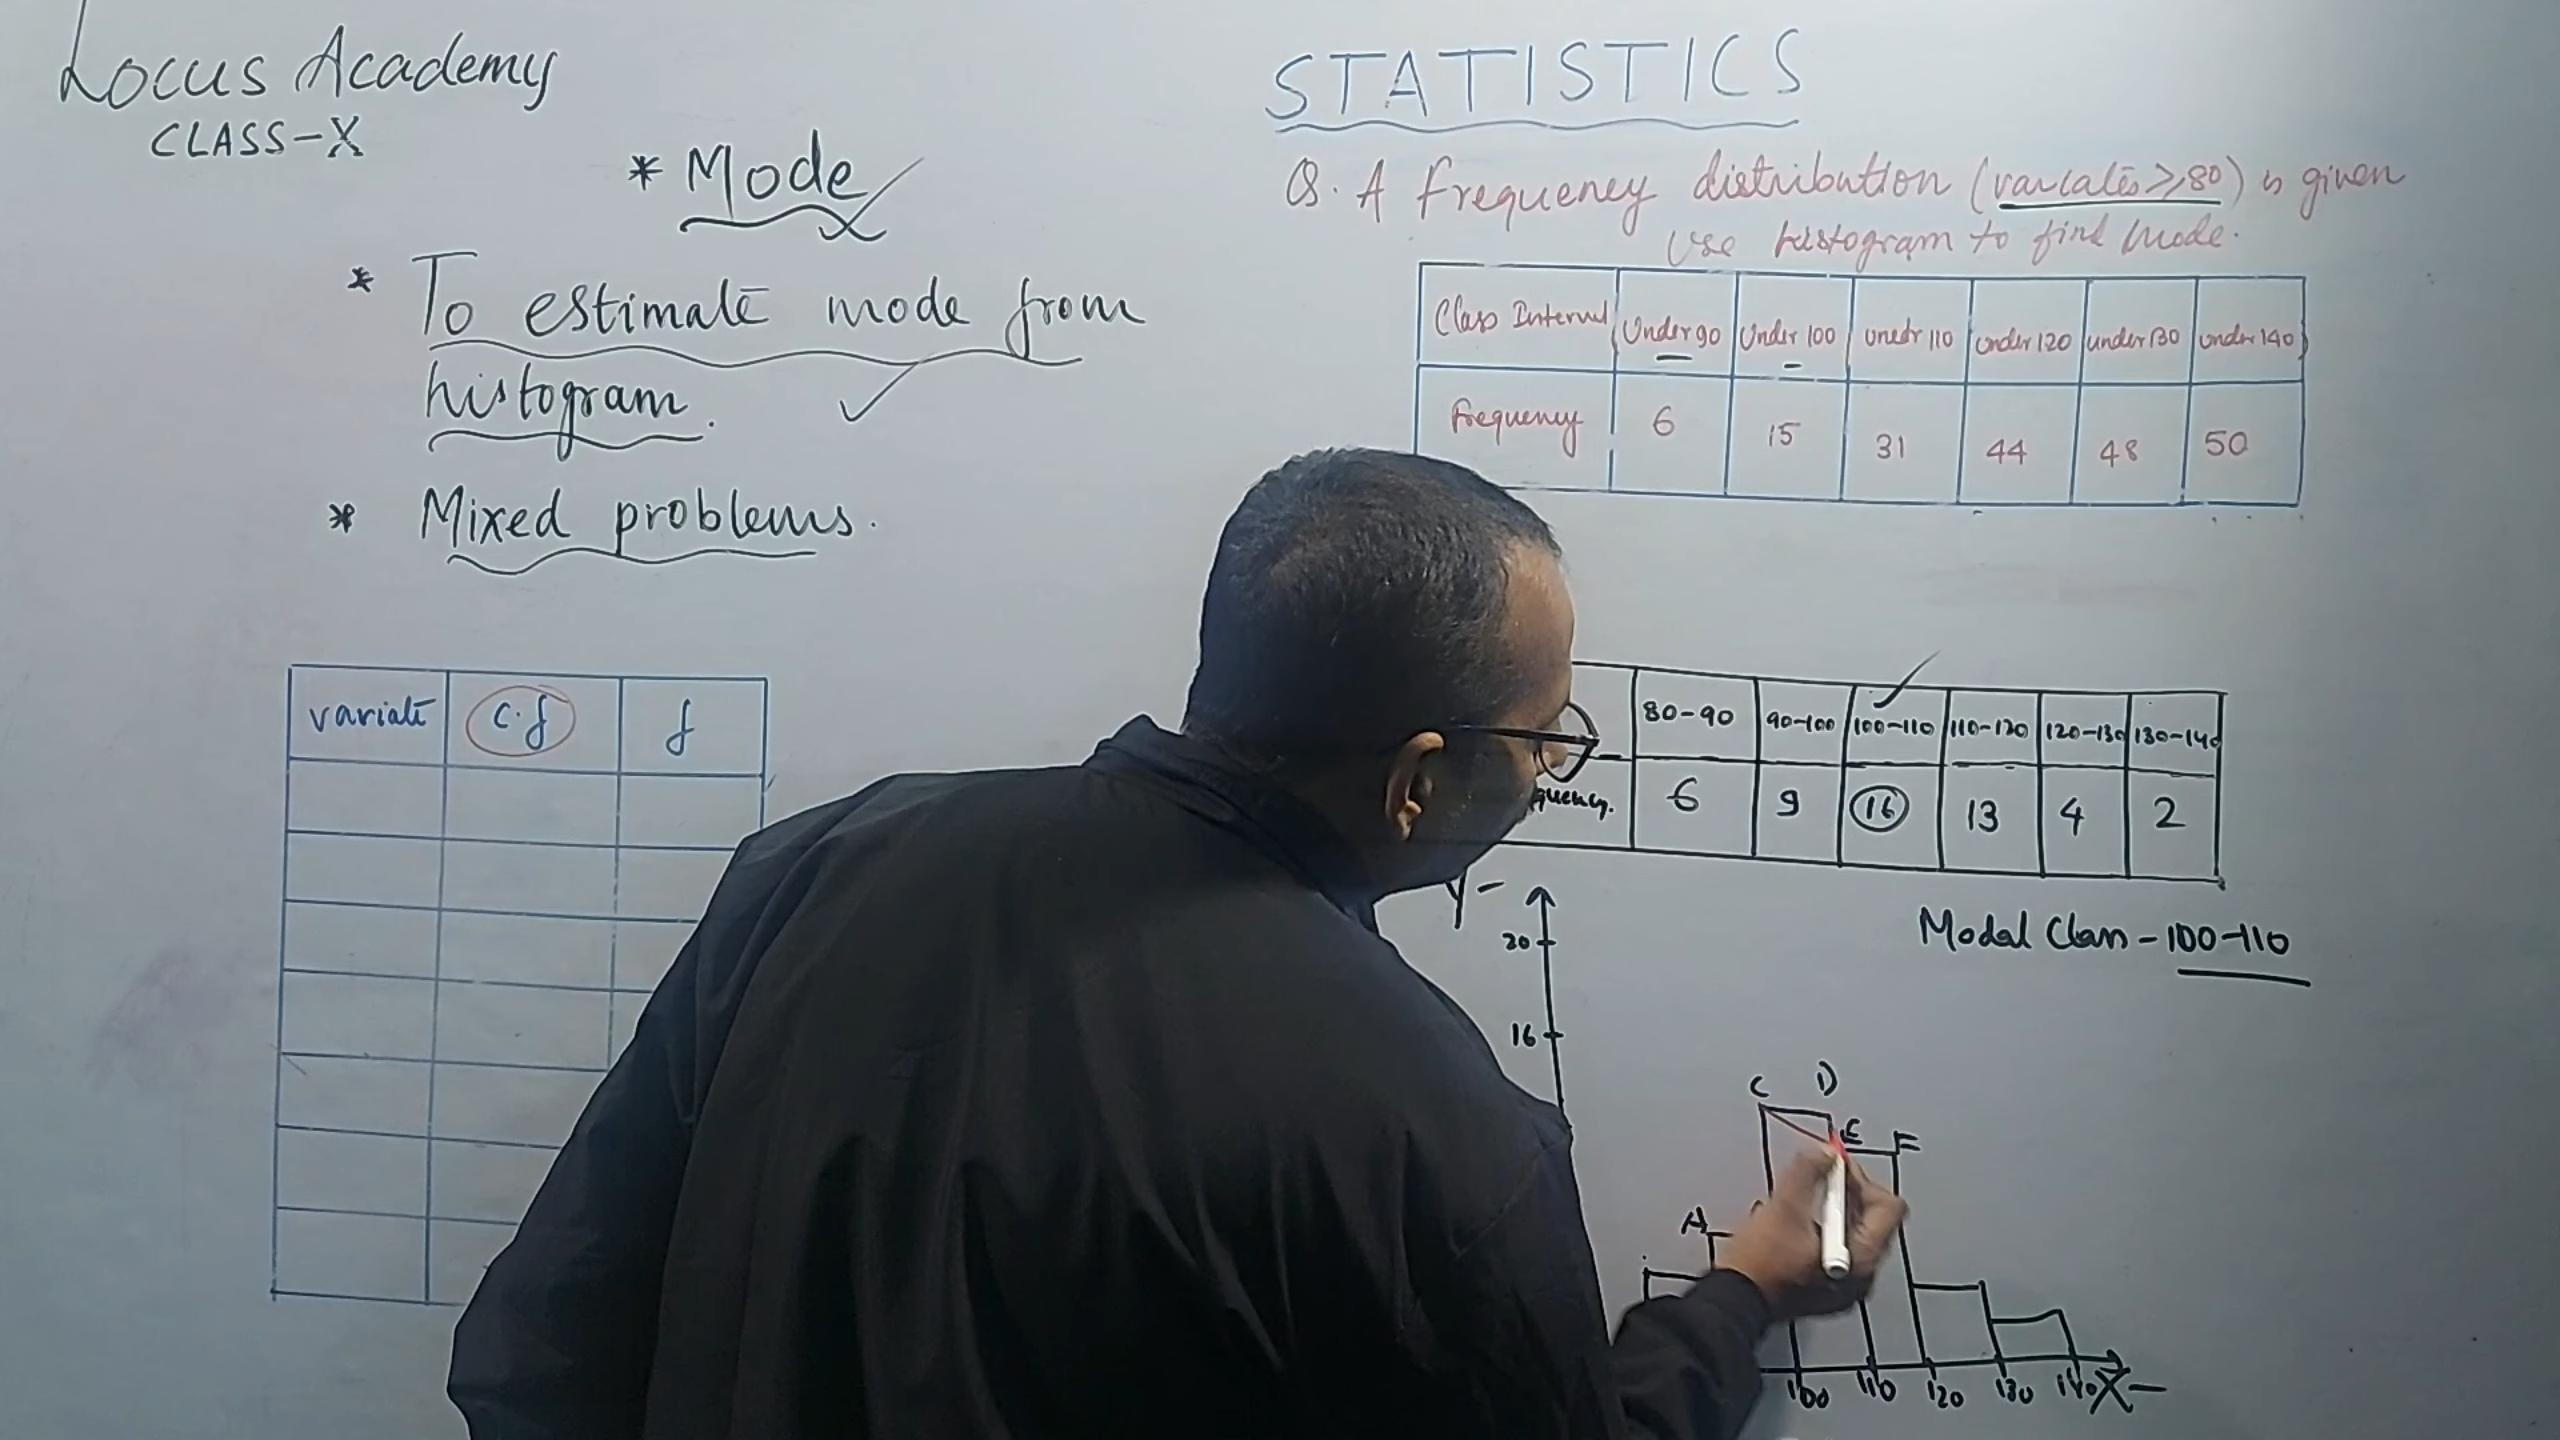 Locus Academy
CLASS-X
* Mode
* To estimate mode from
histogram.
* Mixed problems.
variate c.f f
STATISTICS
Q. A frequency distribution (variates ≥ 80) is given
Use histogram to find Mode.
Class Interval Under 90 Under 100 unedr 110 under 120 under 130 under 140
Frequency 6 15 31 44 48 50
80-90 90-100 100-110 110-120 120-130 130-140
quency. 6 9 16 13 4 2
Modal Class - 100-110
Y-
20
16
C D
E F
A
100 110 120 130 140 X-